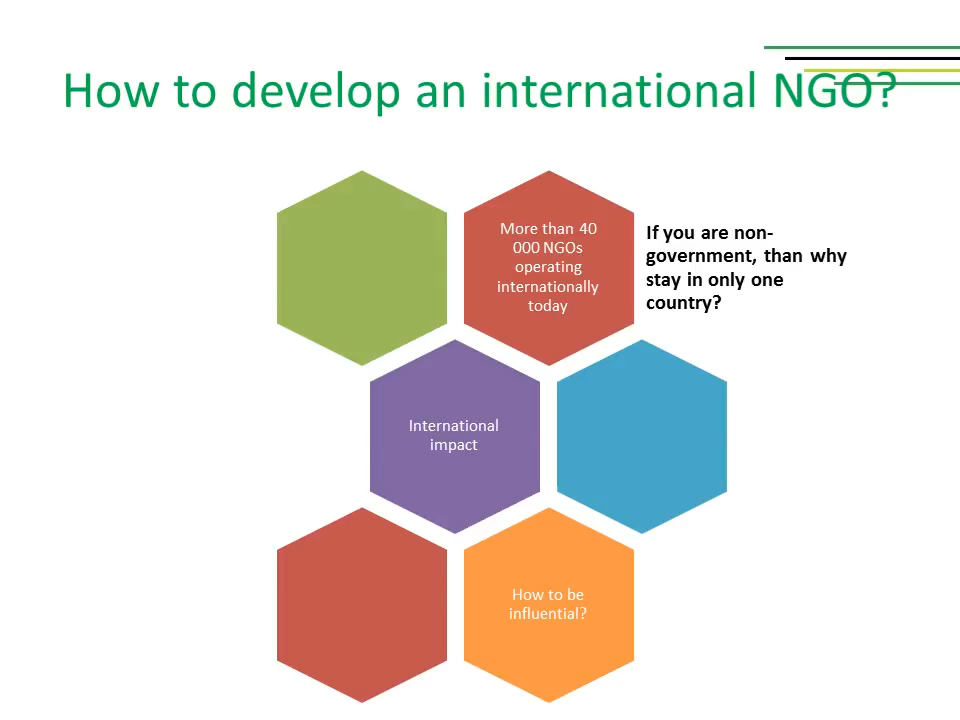 How to develop an international NGO?
More than 40
000 NGOs
operating
internationally
today
If you are non-
government, than why
stay in only one
country?
International
impact
How to be
influential?